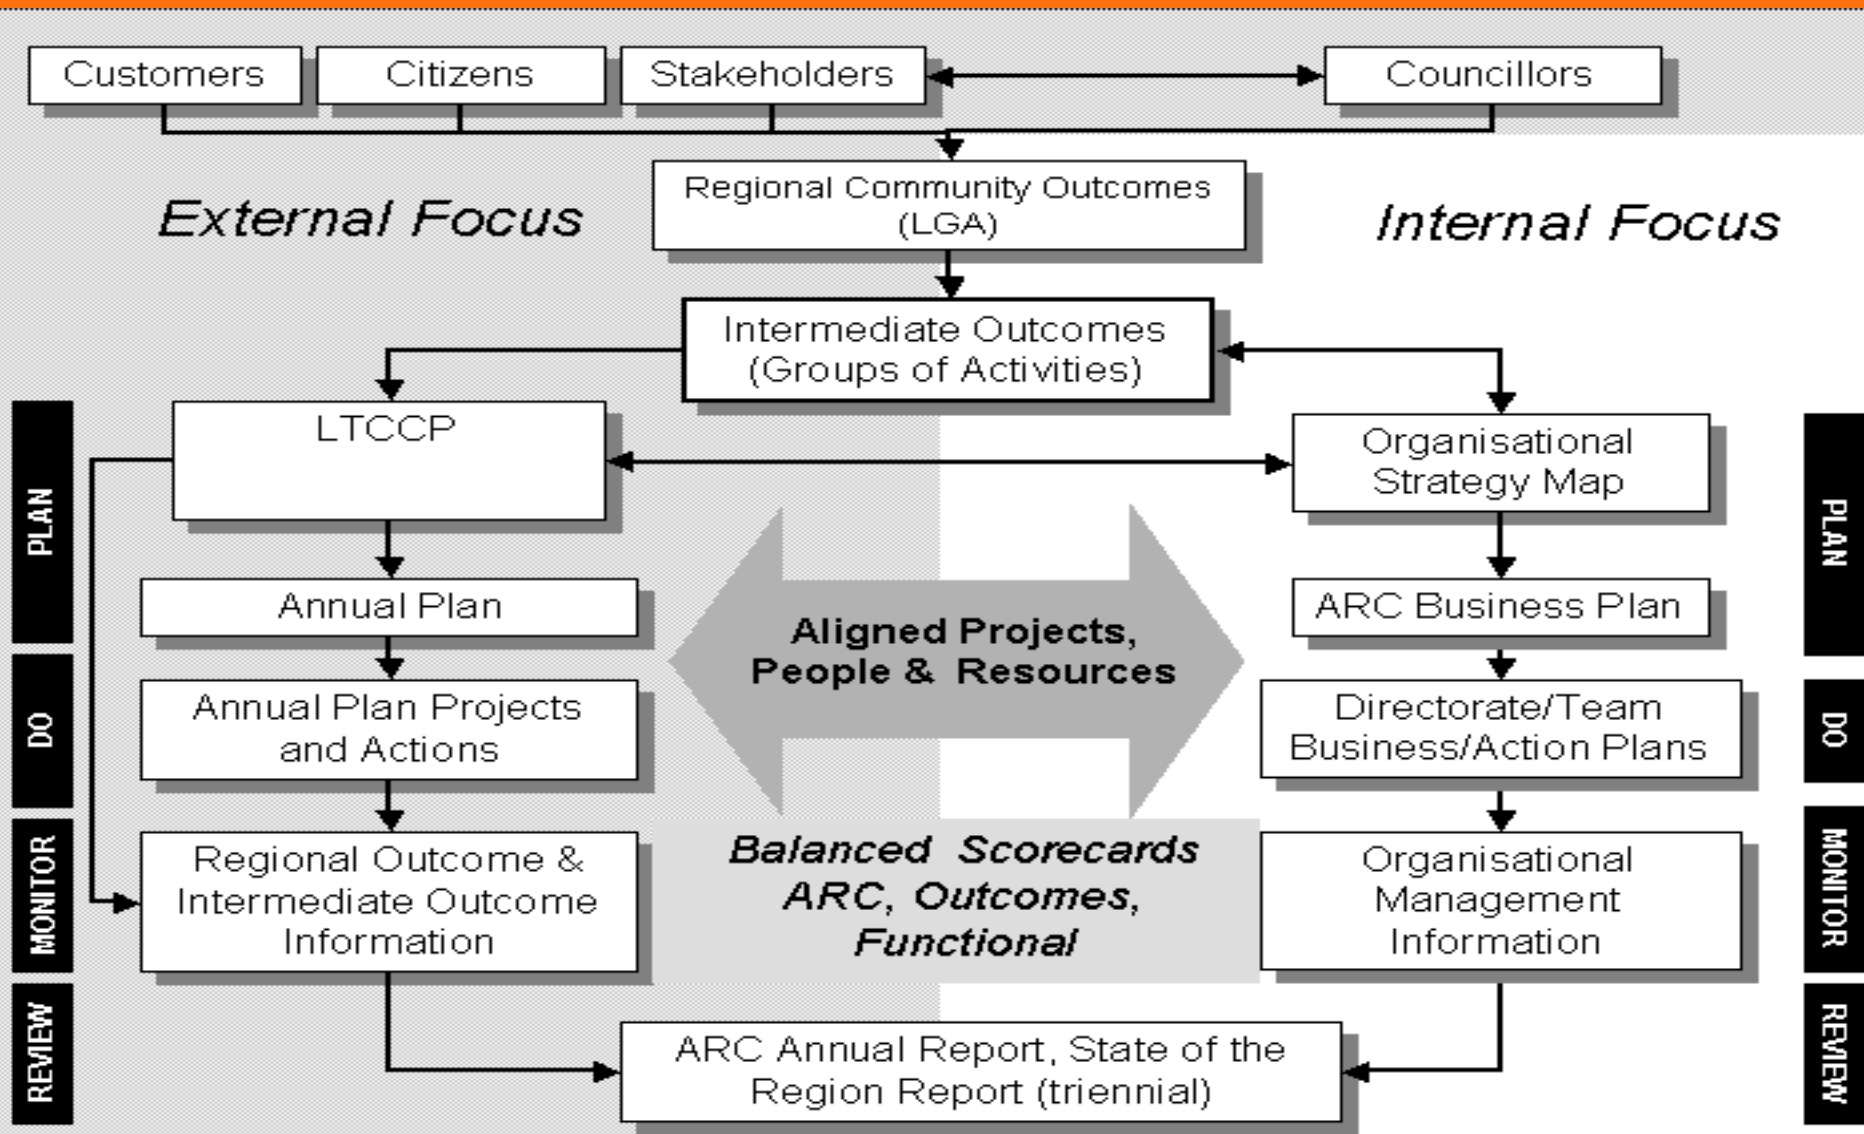 Customers
Citizens
Stakeholders
Councillors
Regional Community Outcomes
(LGA)
External Focus
Internal Focus
Intermediate Outcomes
(Groups of Activities)
PLAN
LTCCP
Organisational
Strategy Map
PLAN
Annual Plan
Aligned Projects,
People & Resources
ARC Business Plan
DO
Annual Plan Projects
and Actions
Directorate/Team
Business/Action Plans
DO
MONITOR
Regional Outcome &
Intermediate Outcome
Information
Balanced Scorecards
ARC, Outcomes,
Functional
Organisational
Management
Information
MONITOR
REVIEW
ARC Annual Report, State of the
Region Report (triennial)
REVIEW